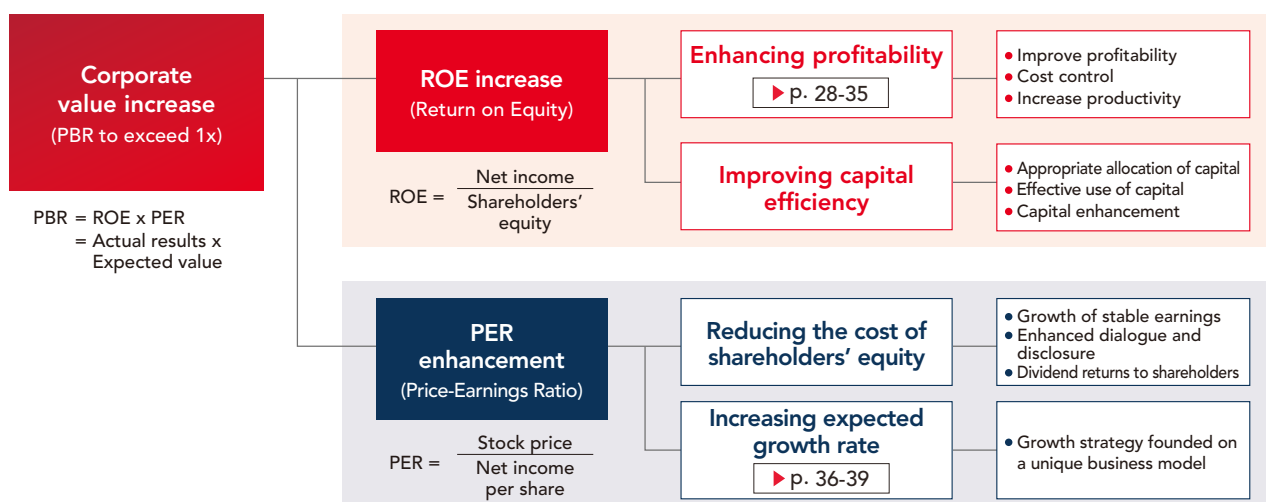 Corporate
value increase
(PBR to exceed 1x)
PBR = ROE x PER
= Actual results x
Expected value
ROE increase
(Return on Equity)
ROE =
Net income
Shareholders’
equity
Enhancing profitability
▶ p. 28-35
• Improve profitability
• Cost control
• Increase productivity
Improving capital
efficiency
• Appropriate allocation of capital
• Effective use of capital
• Capital enhancement
PER
enhancement
(Price-Earnings Ratio)
PER =
Stock price
Net income
per share
Reducing the cost of
shareholders’ equity
• Growth of stable earnings
• Enhanced dialogue and
disclosure
• Dividend returns to shareholders
Increasing expected
growth rate
▶ p. 36-39
• Growth strategy founded on
a unique business model